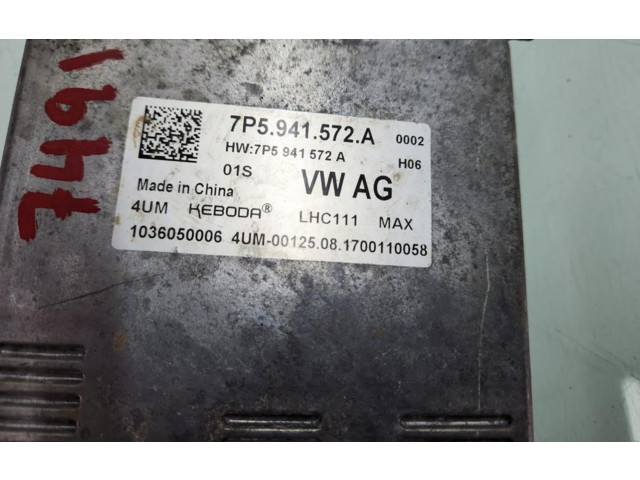 7P5.941.572.A 0002
HW:7P5 941 572 A H06
01S VW AG
Made in China
4UM KEBODA® LHC111 MAX
1036050006 4UM-00125.08.1700110058